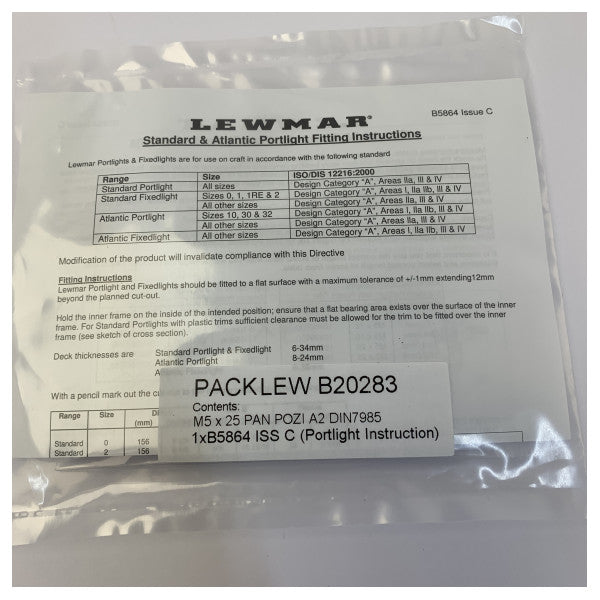 LEWMAR®
B5864 Issue C
Standard & Atlantic Portlight Fitting Instructions
Lewmar Portlights & Fixedlights are for use on craft in accordance with the following standard
Range Size ISO/DIS 12216:2000
Standard Portlight All sizes Design Category "A", Areas IIa, III & IV
Standard Fixedlight Sizes 0, 1, 1RE & 2 Design Category "A", Areas I, IIa IIb, III & IV
All other sizes Design Category "A", Areas IIa, III & IV
Atlantic Portlight Sizes 10, 30 & 32 Design Category "A", Areas I, IIa IIb, III & IV
All other sizes Design Category "A", Areas IIa, III & IV
Atlantic Fixedlight All other sizes Design Category "A", Areas I, IIa IIb, III & IV
Modification of the product will invalidate compliance with this Directive
Fitting Instructions
Lewmar Portlight and Fixedlights should be fitted to a flat surface with a maximum tolerance of +/-1mm extending12mm
beyond the planned cut-out.
Hold the inner frame on the inside of the intended position; ensure that a flat bearing area exists over the surface of the inner
frame. For Standard Portlights with plastic trims sufficient clearance must be allowed for the trim to be fitted over the inner
frame (see sketch of cross section).
Deck thicknesses are Standard Portlight & Fixedlight 6-34mm
Atlantic Portlight 8-24mm
Atlantic
With a pencil mark out the
PACKLEW B20283
Contents:
M5 x 25 PAN POZI A2 DIN7985
1xB5864 ISS C (Portlight Instruction)
Range Size
(mm)
Standard 0 156
Standard 2 156